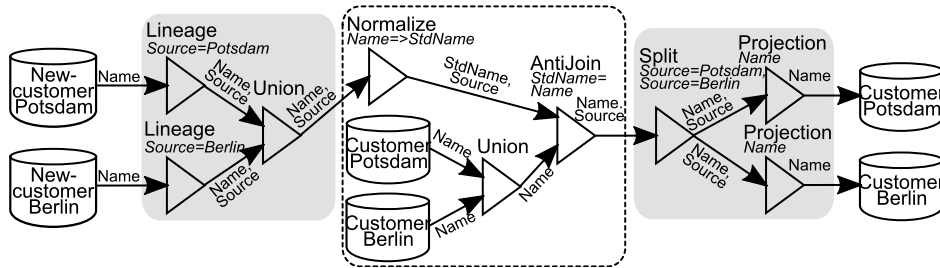 New-
customer
Potsdam
Name
New-
customer
Berlin
Name
Lineage
Source=Potsdam
Name,
Source
Lineage
Source=Berlin
Name,
Source
Union
Name,
Source
Normalize
Name=>StdName
StdName,
Source
Customer
Potsdam
Name
Customer
Berlin
Name
Union
Name
AntiJoin
StdName=
Name
Name.
Source
Split
Source=Potsdam,
Source=Berlin
Name,
Source
Name,
Source
Projection
Name
Name
Customer
Potsdam
Projection
Name
Name
Customer
Berlin